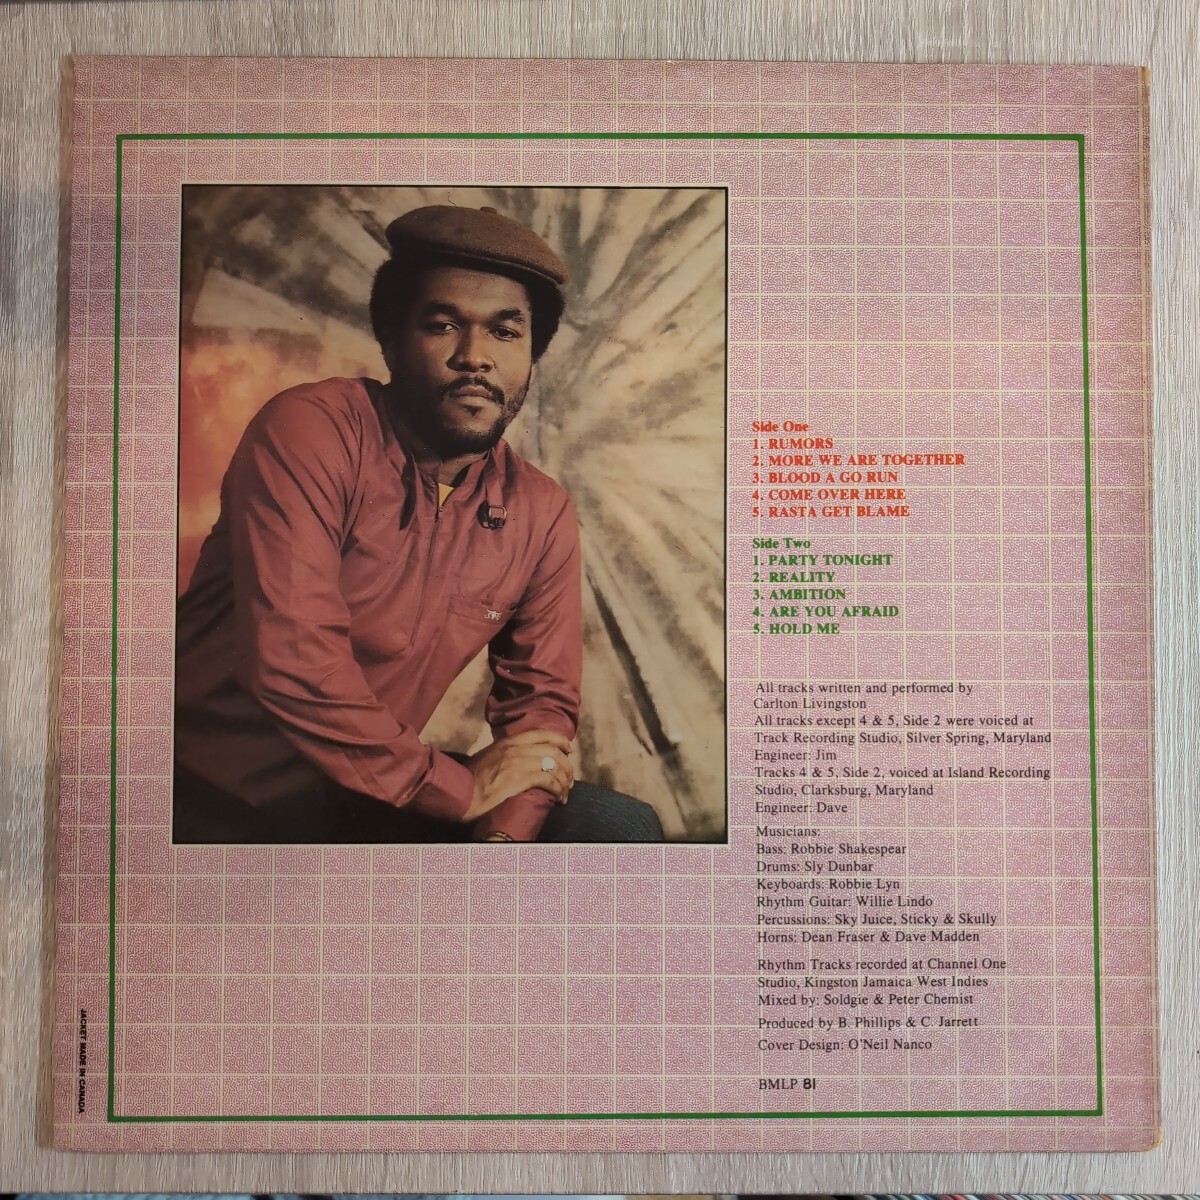 Side One
1. RUMORS
2. MORE WE ARE TOGETHER
3. BLOOD A GO RUN
4. COME OVER HERE
5. RASTA GET BLAME
Side Two
1. PARTY TONIGHT
2. REALITY
3. AMBITION
4. ARE YOU AFRAID
5. HOLD ME
All tracks written and performed by
Carlton Livingston
All tracks except 4 & 5, Side 2 were voiced at
Track Recording Studio, Silver Spring, Maryland
Engineer: Jim
Tracks 4 & 5, Side 2, voiced at Island Recording
Studio, Clarksburg, Maryland
Engineer: Dave
Musicians:
Bass: Robbie Shakespear
Drums: Sly Dunbar
Keyboards: Robbie Lyn
Rhythm Guitar: Willie Lindo
Percussions: Sky Juice, Sticky & Skully
Horns: Dean Fraser & Dave Madden
Rhythm Tracks recorded at Channel One
Studio, Kingston Jamaica West Indies
Mixed by: Soldgie & Peter Chemist
Produced by B. Phillips & C. Jarrett
Cover Design: O'Neil Nanco
BMLP 81
JACKET MADE IN CANADA